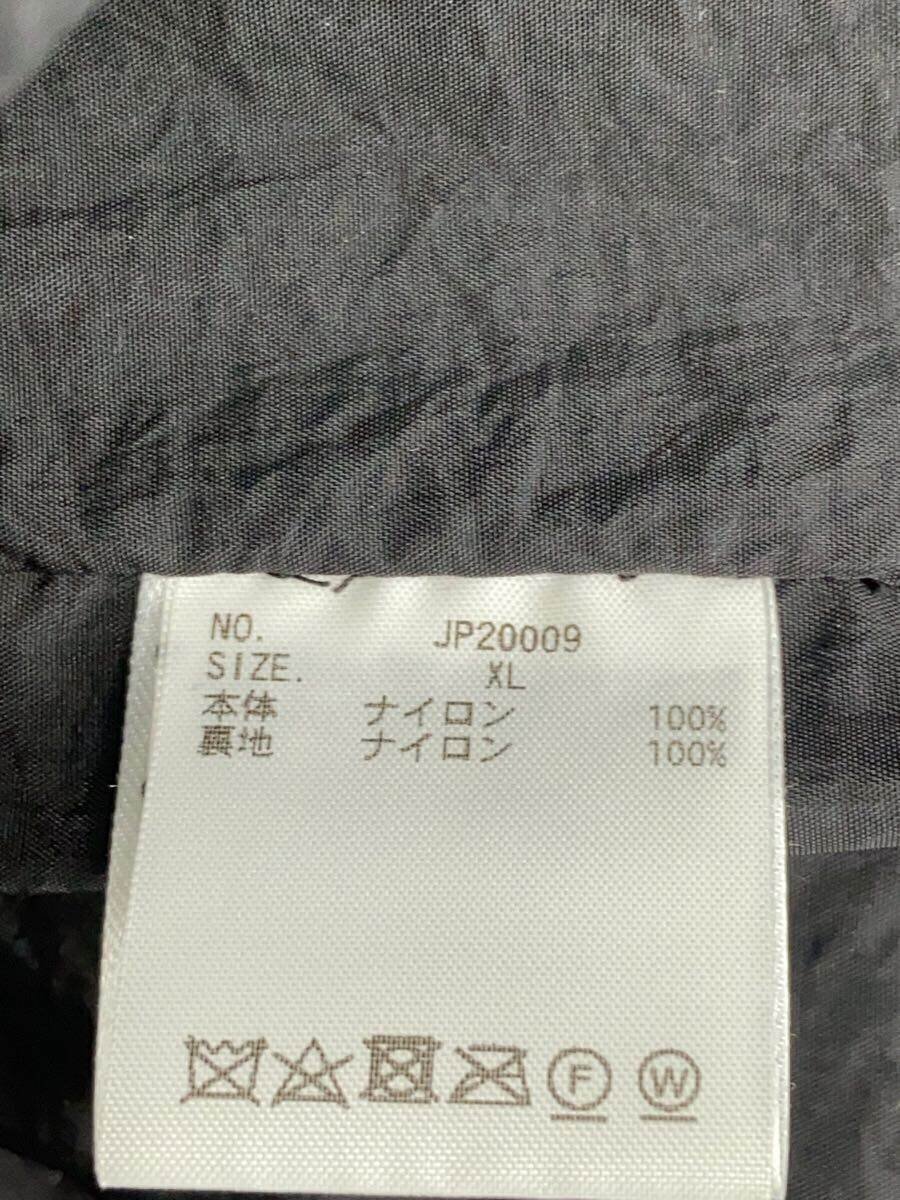 NO. JP20009
SIZE. XL
本体 ナイロン 100%
裏地 ナイロン 100%
F W